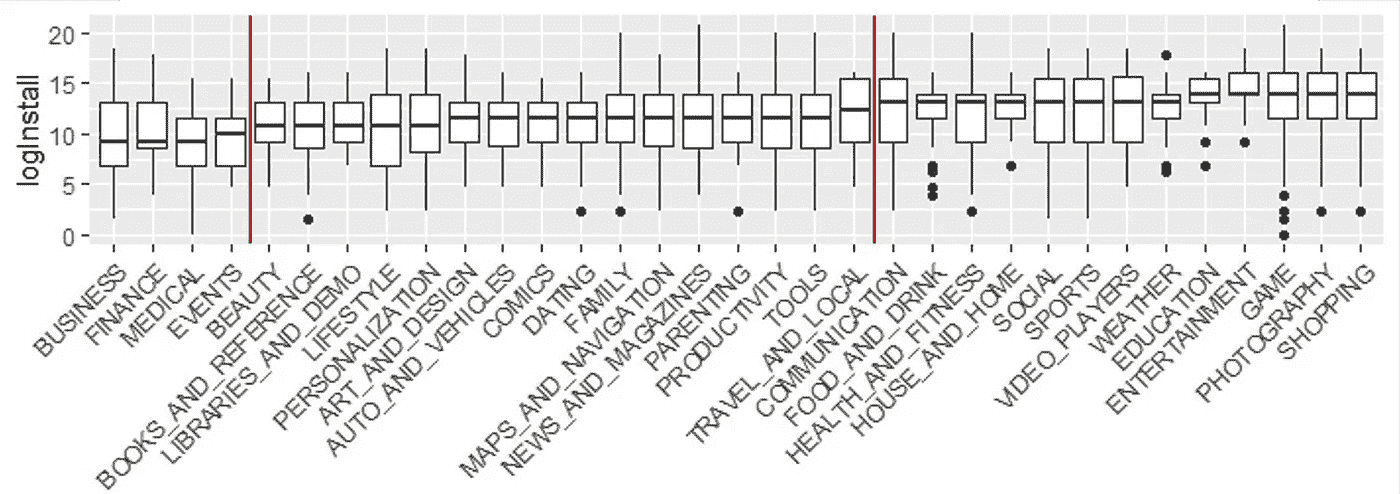 logInstall
20
15
10
5
0
BUSINESS
FINANCE
MEDICAL
EVENTS
BEAUTY
BOOKS_AND_REFERENCE
LIBRARIES_AND_DEMO
LIFESTYLE
PERSONALIZATION
ART_AND_DESIGN
AUTO_AND_VEHICLES
COMICS
DATING
FAMILY
MAPS_AND_NAVIGATION
NEWS_AND_MAGAZINES
PARENTING
PRODUCTIVITY
TOOLS
TRAVEL_AND_LOCAL
COMMUNICATION
FOOD_AND_DRINK
HEALTH_AND_FITNESS
HOUSE_AND_HOME
SOCIAL
SPORTS
VIDEO_PLAYERS
WEATHER
EDUCATION
ENTERTAINMENT
GAME
PHOTOGRAPHY
SHOPPING